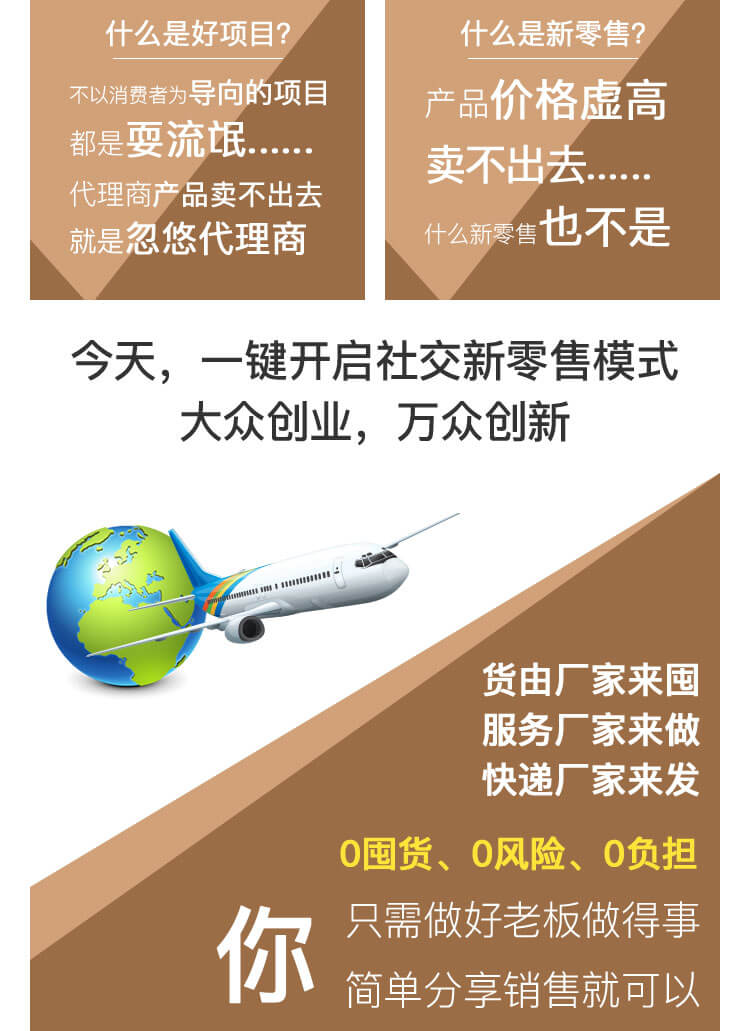 什么是好项目?
不以消费者为导向的项目
都是耍流氓......
代理商产品卖不出去
就是忽悠代理商
什么是新零售?
产品价格虚高
卖不出去......
什么新零售也不是
今天，一键开启社交新零售模式
大众创业，万众创新
货由厂家来囤
服务厂家来做
快递厂家来发
0囤货、0风险、0负担
你
只需做好老板做得事
简单分享销售就可以